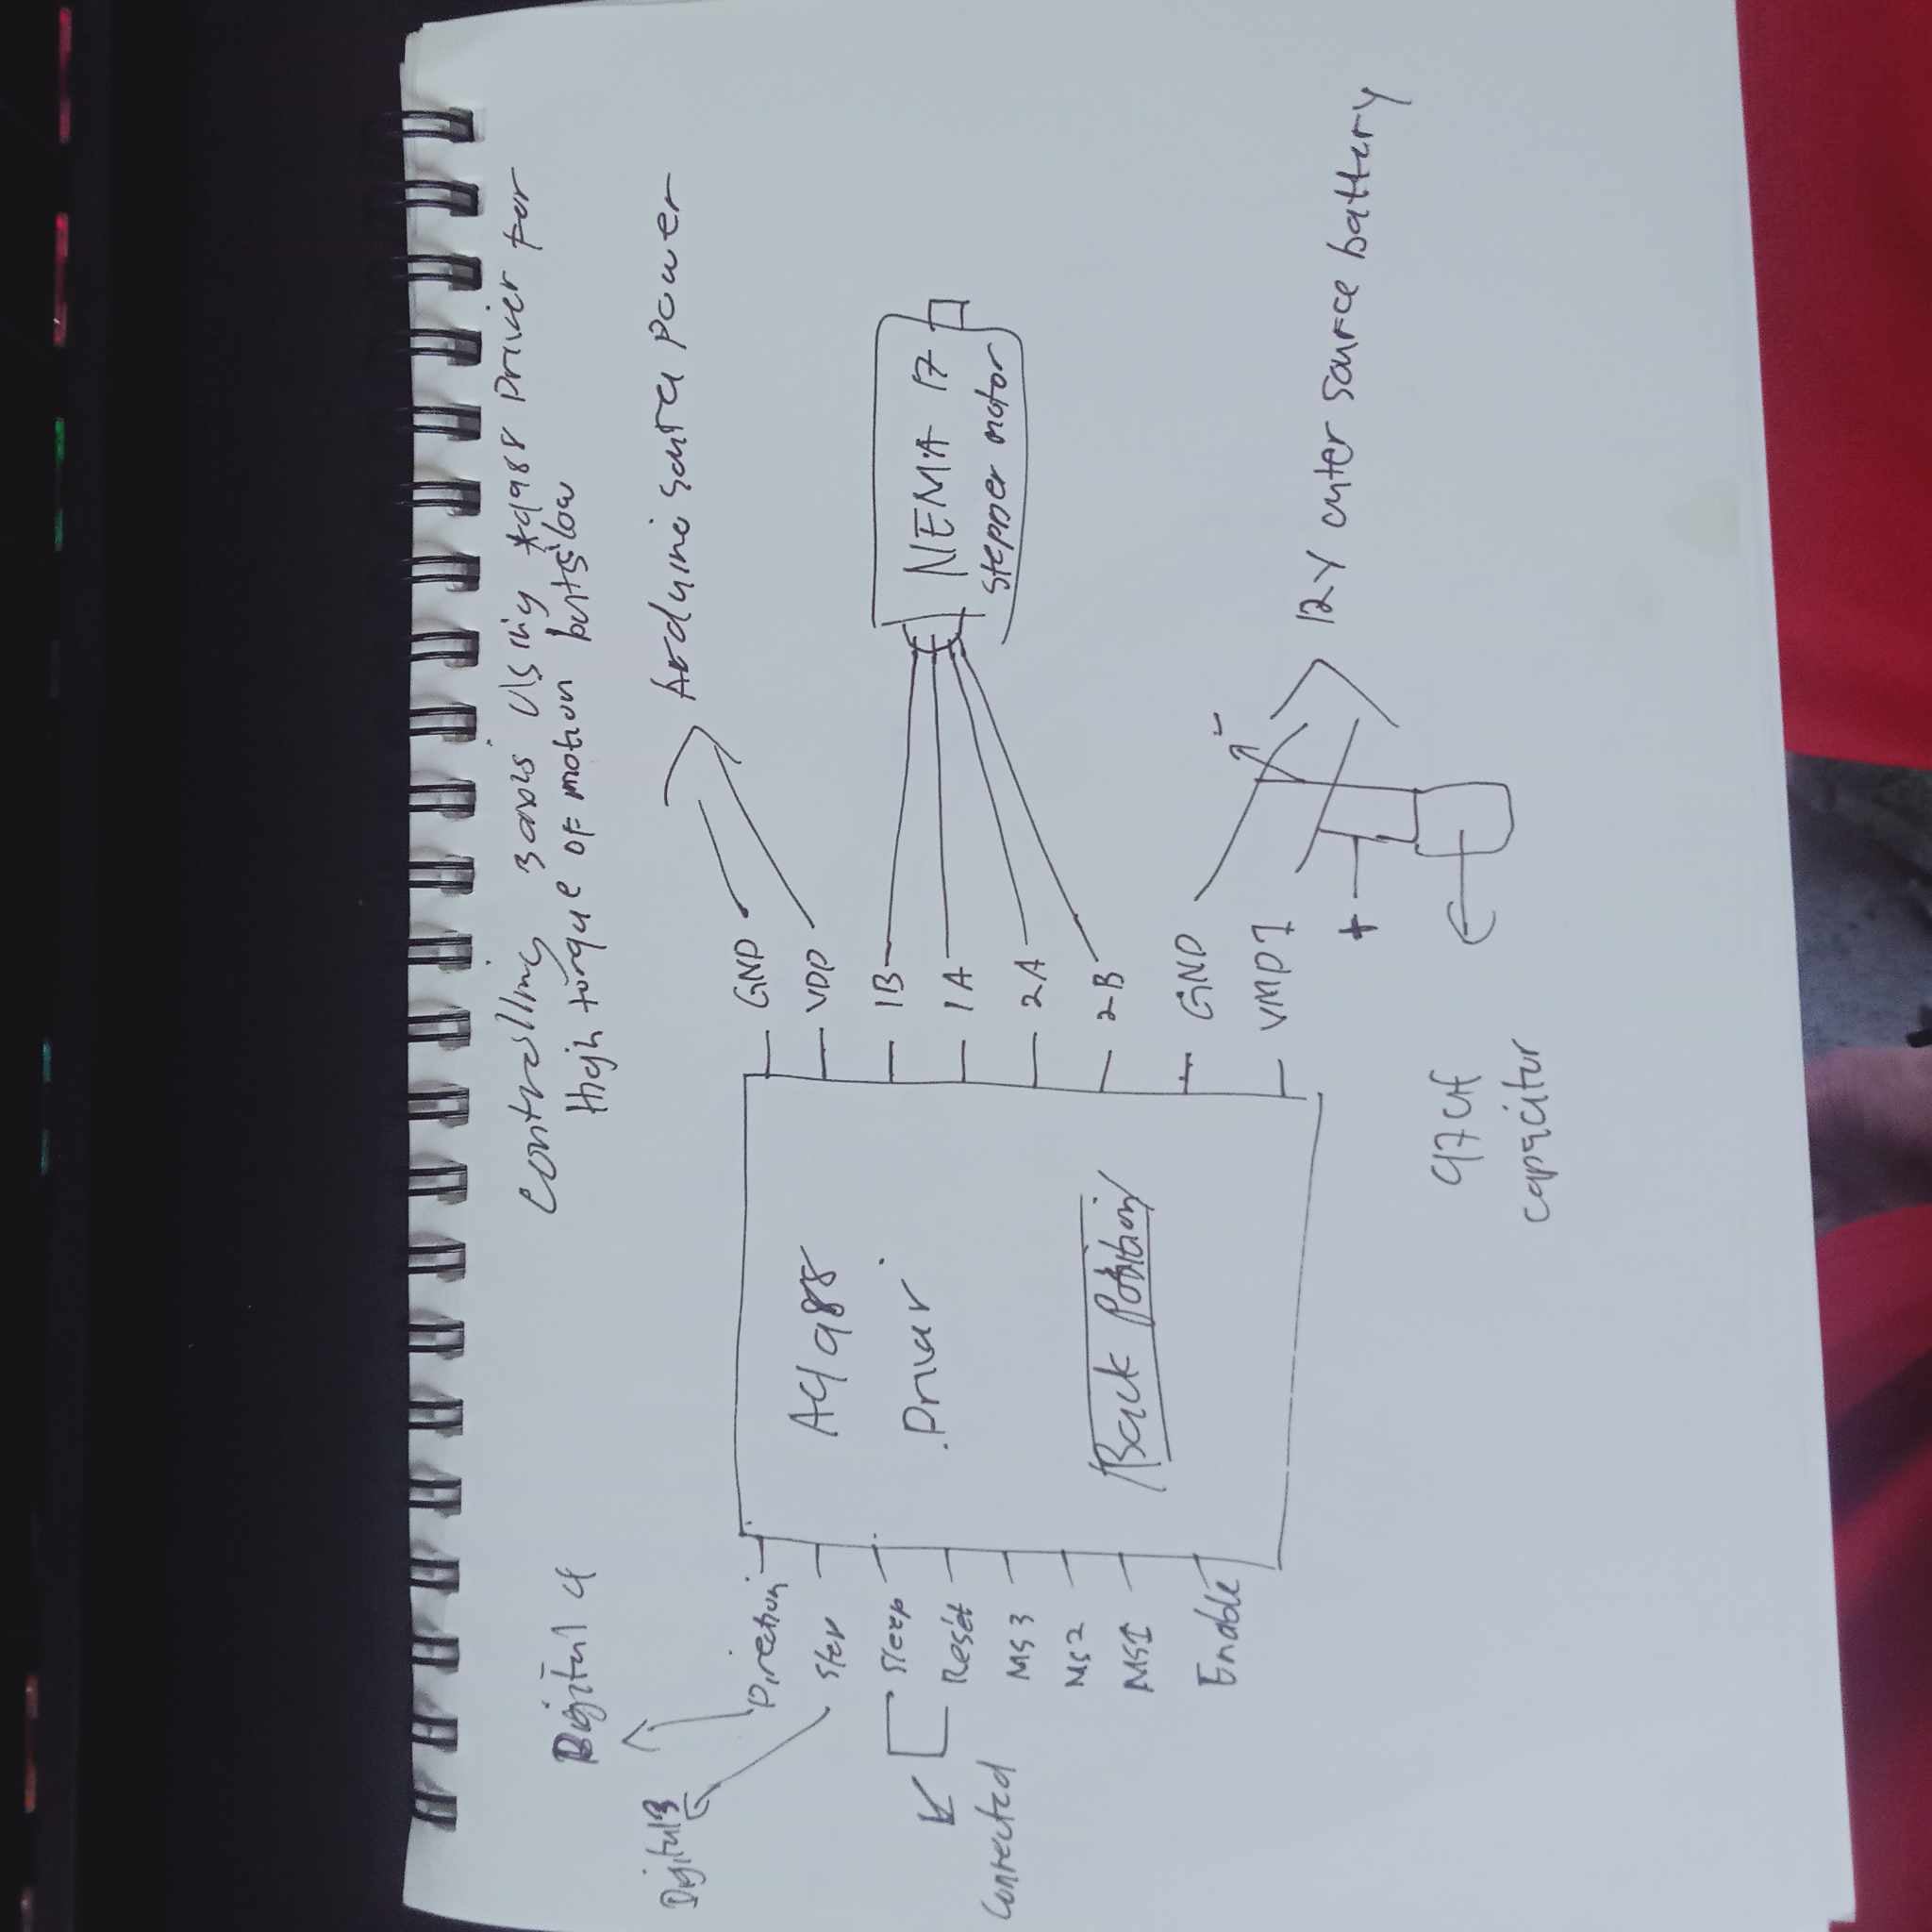 Controlling 3 axis Using A4988 Driver for
High torque of motion but slow
Digital 4
Digital 3
Direction
Step
Sleep
Reset
MS3
MS2
MS1
Enable
Connected
A4988
Driver
Back Position
GND
VDD
1B
1A
2A
2B
GND
Arduino source power
NEMA 17
stepper motor
12V outer source battery
-
+
47uf
capacitor